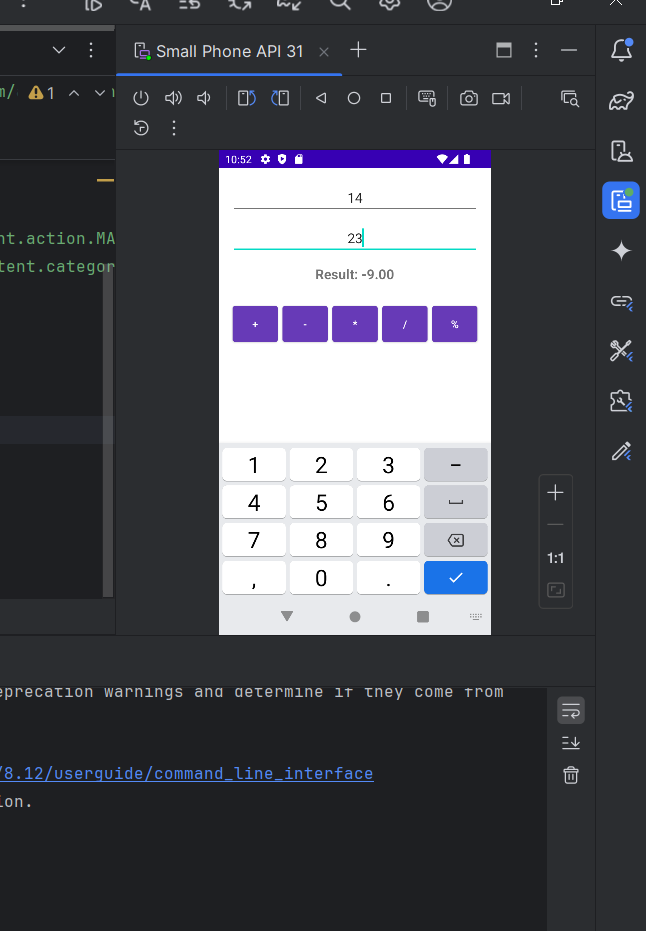 Small Phone API 31
m/
1
10:52
14
nt.action.MA
23
tent.categor
Result: -9.00
+ - * / %
1 2 3 −
4 5 6
7 8 9
, 0 .
1:1
eprecation warnings and determine if they come from
/8.12/userguide/command_line_interface
ion.